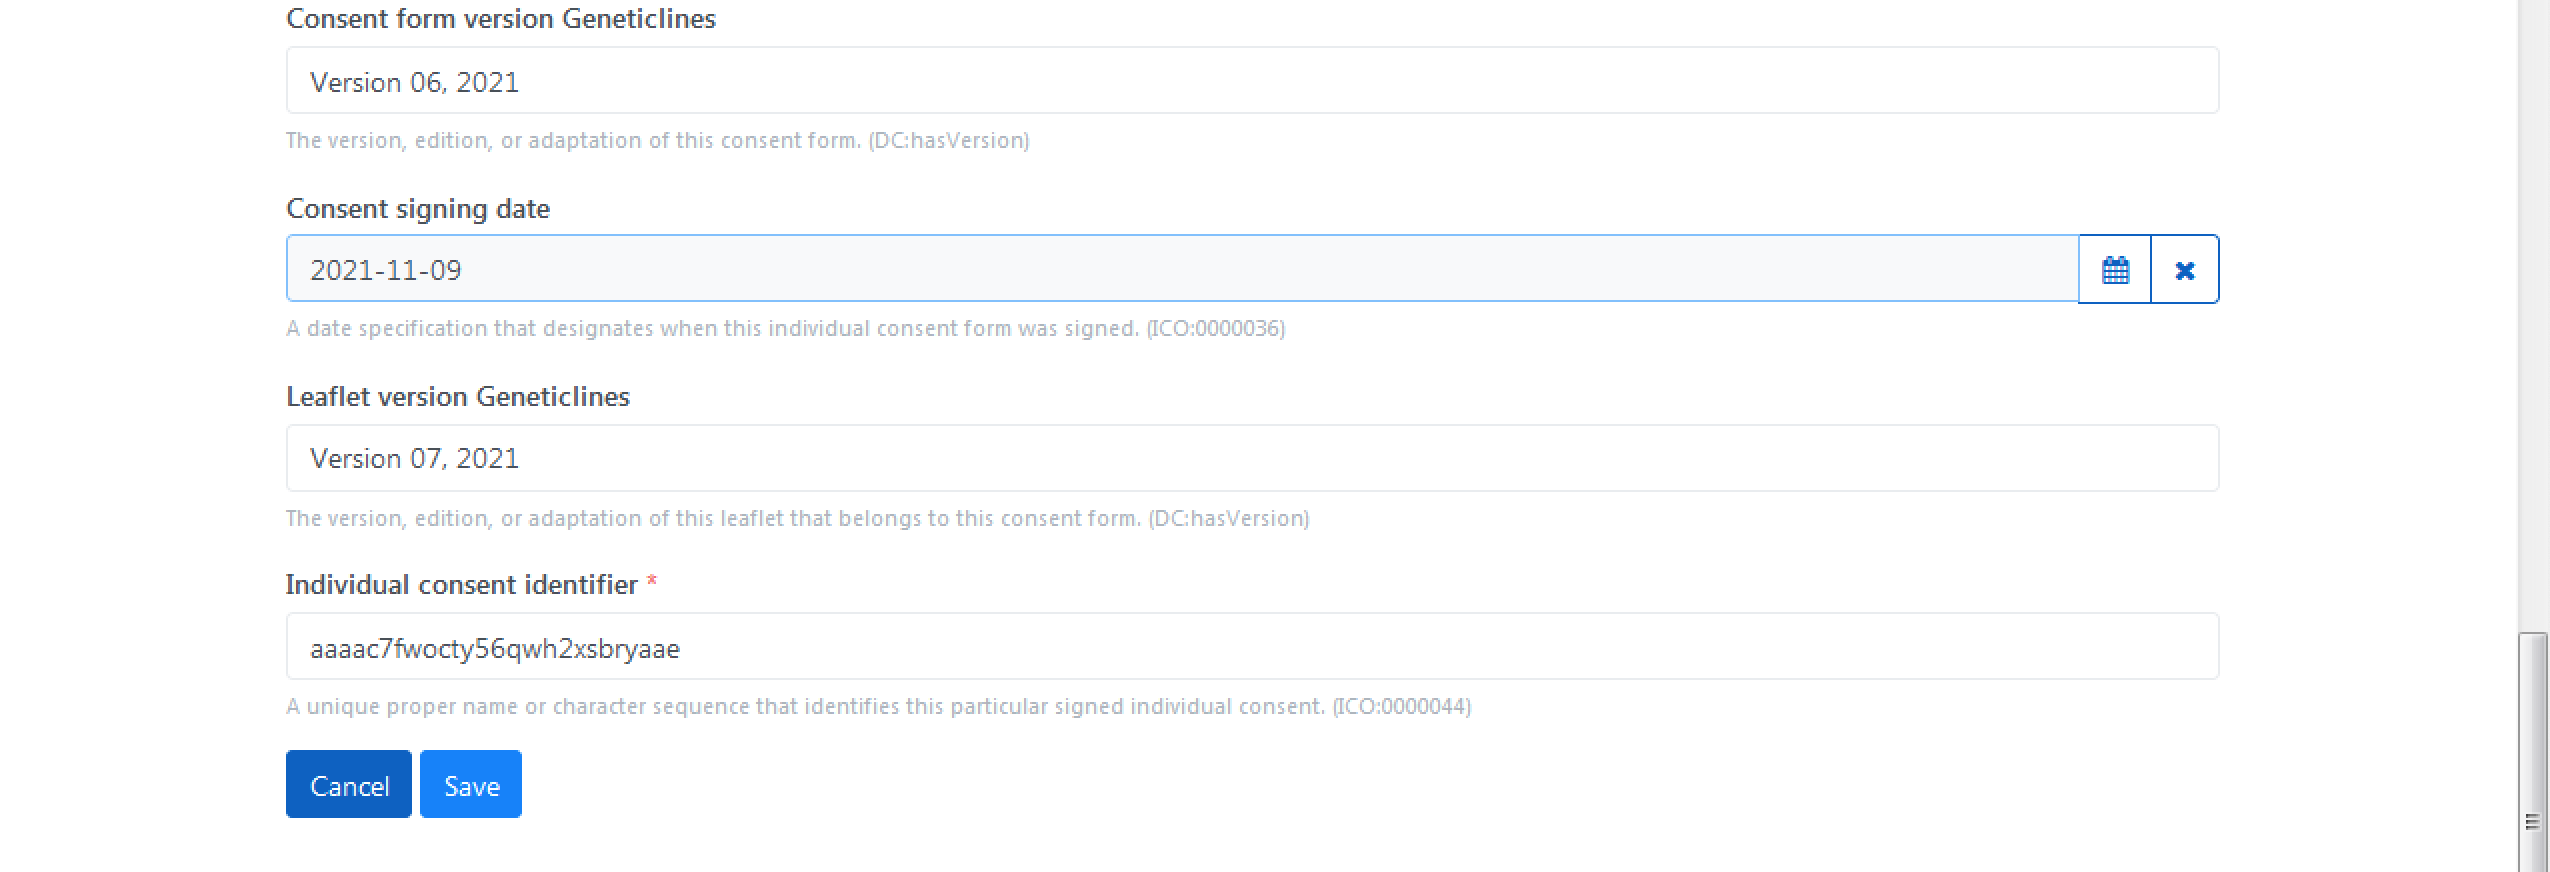 Consent form version Geneticlines
Version 06, 2021
The version, edition, or adaptation of this consent form. (DC:hasVersion)
Consent signing date
2021-11-09
A date specification that designates when this individual consent form was signed. (ICO:0000036)
Leaflet version Geneticlines
Version 07, 2021
The version, edition, or adaptation of this leaflet that belongs to this consent form. (DC:hasVersion)
Individual consent identifier *
aaaac7fwocty56qwh2xsbryaae
A unique proper name or character sequence that identifies this particular signed individual consent. (ICO:0000044)
Cancel Save